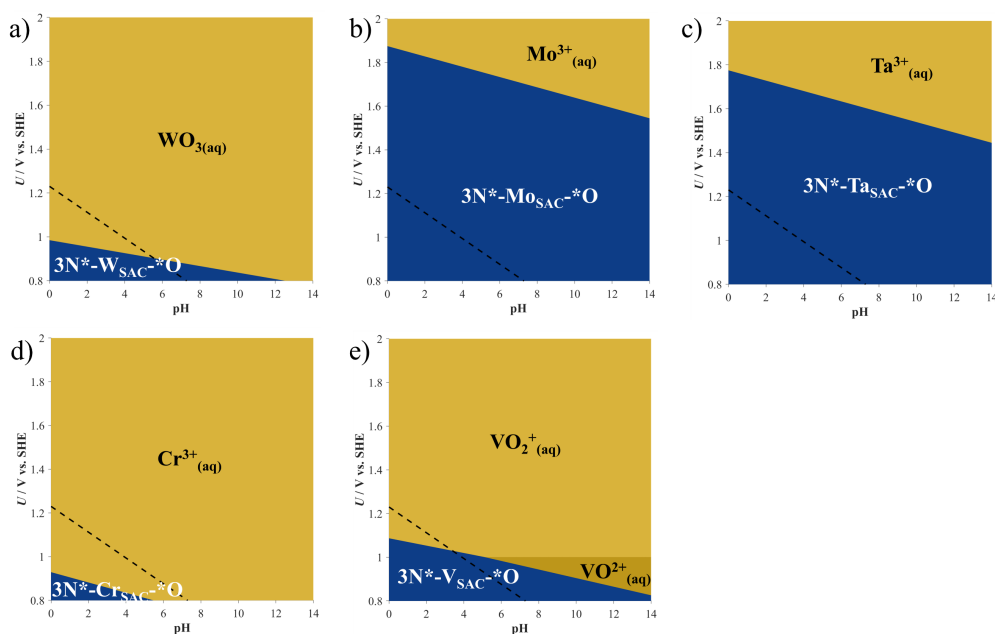 a)
2
1.8
1.6
1.4
1.2
1
0.8
U / V vs. SHE
WO3(aq)
3N*-WSAC-*O
0 2 4 6 8 10 12 14
pH
b)
2
1.8
1.6
1.4
1.2
1
0.8
U / V vs. SHE
Mo³⁺(aq)
3N*-MoSAC-*O
0 2 4 6 8 10 12 14
pH
c)
2
1.8
1.6
1.4
1.2
1
0.8
U / V vs. SHE
Ta³⁺(aq)
3N*-TaSAC-*O
0 2 4 6 8 10 12 14
pH
d)
2
1.8
1.6
1.4
1.2
1
0.8
U / V vs. SHE
Cr³⁺(aq)
3N*-CrSAC-*O
0 2 4 6 8 10 12 14
pH
e)
2
1.8
1.6
1.4
1.2
1
0.8
U / V vs. SHE
VO₂⁺(aq)
3N*-VSAC-*O
VO²⁺(aq)
0 2 4 6 8 10 12 14
pH